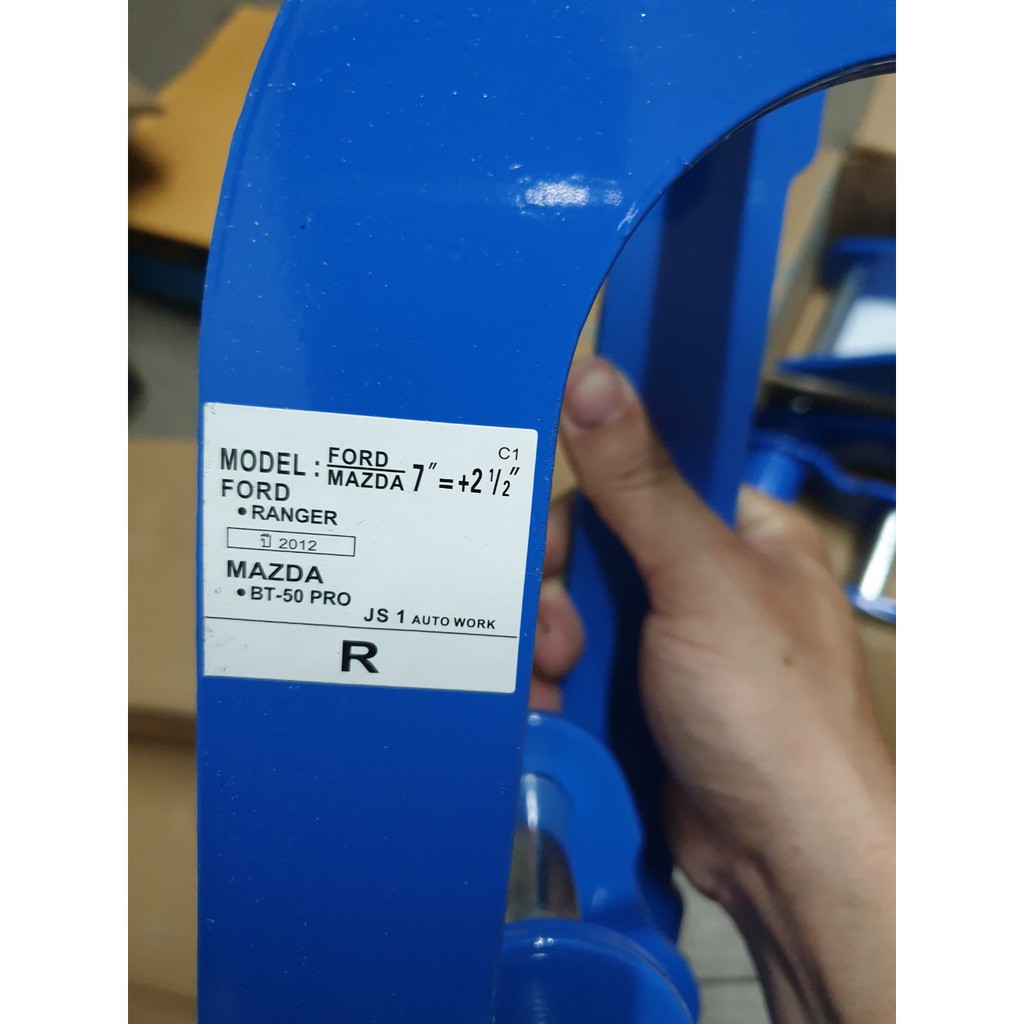 C1
MODEL : FORD/MAZDA 7" = +2 1/2"
FORD
• RANGER
ปี 2012
MAZDA
• BT-50 PRO
JS 1 AUTO WORK
R